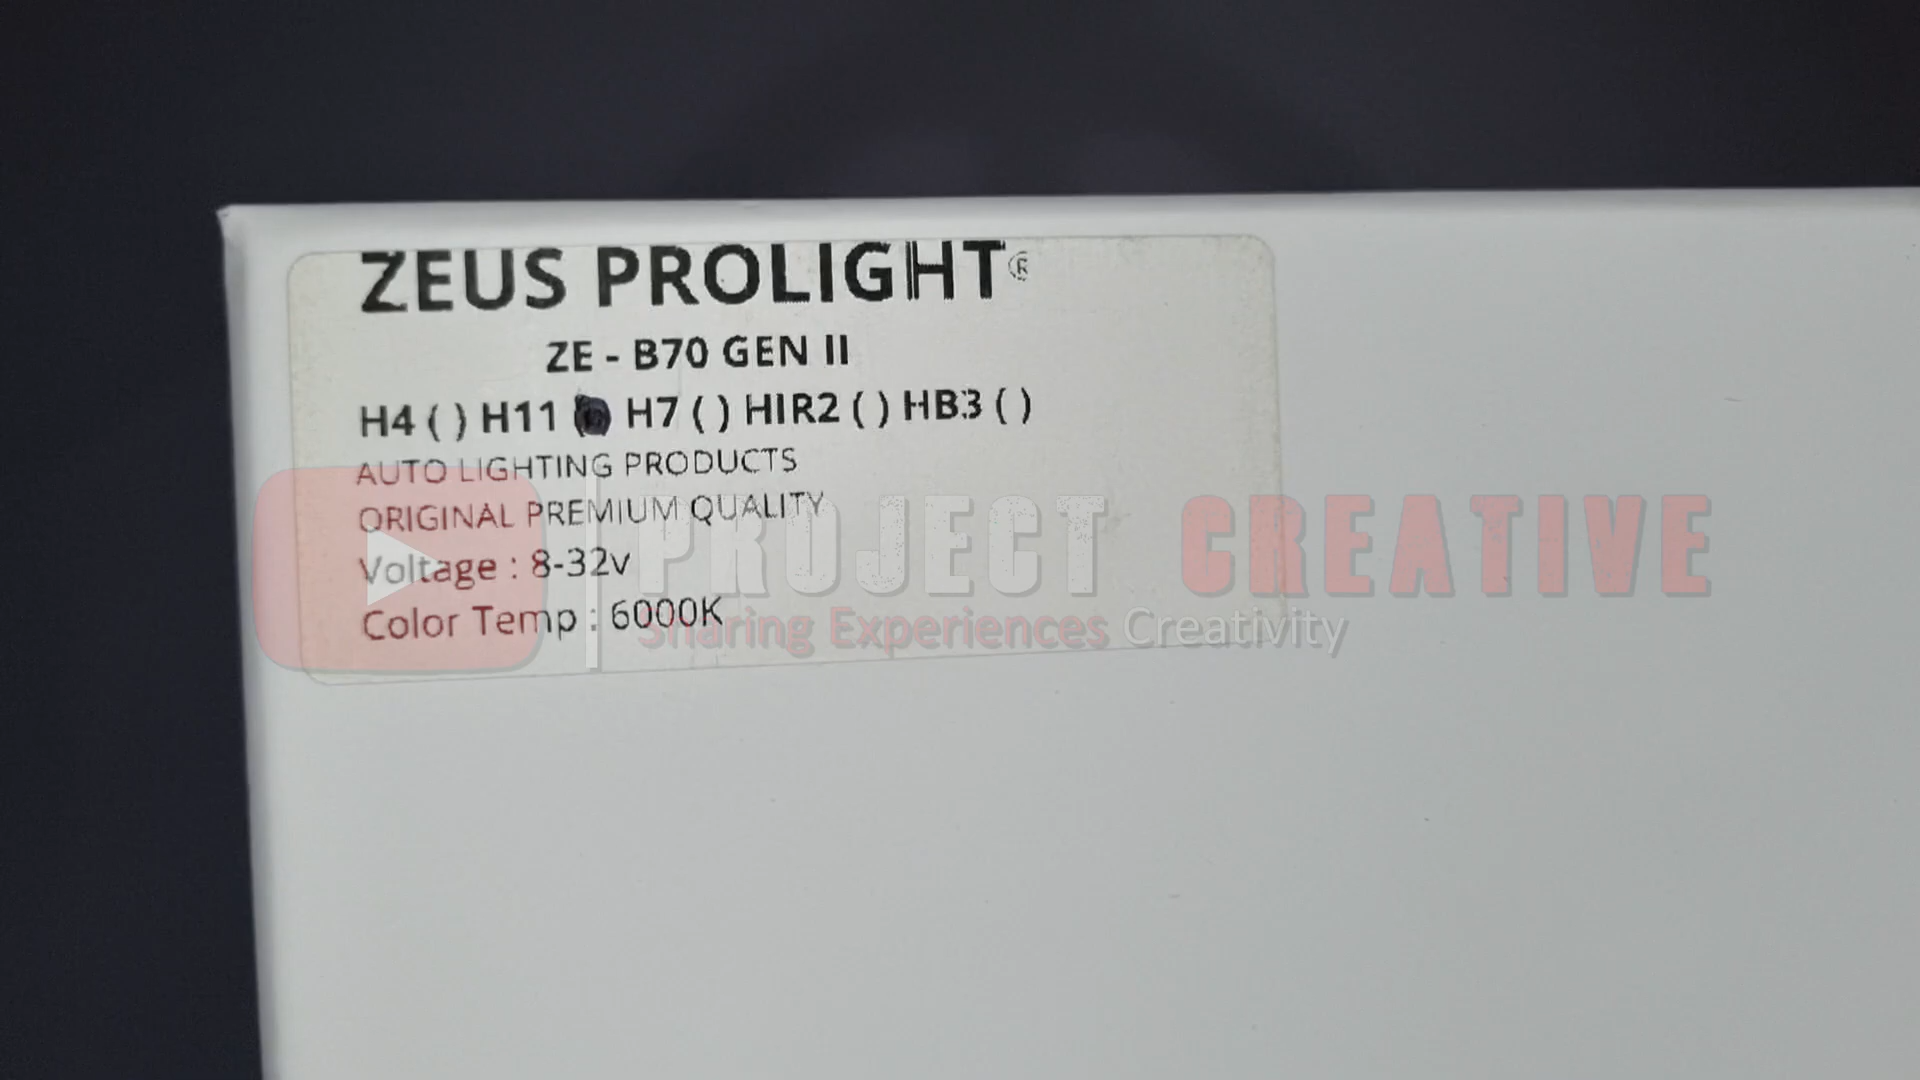 ZEUS PROLIGHT®
ZE - B70 GEN II
H4 ( ) H11 (●) H7 ( ) HIR2 ( ) HB3 ( )
AUTO LIGHTING PRODUCTS
ORIGINAL PREMIUM QUALITY
Voltage : 8-32v
Color Temp : 6000K
PROJECT CREATIVE
Sharing Experiences Creativity